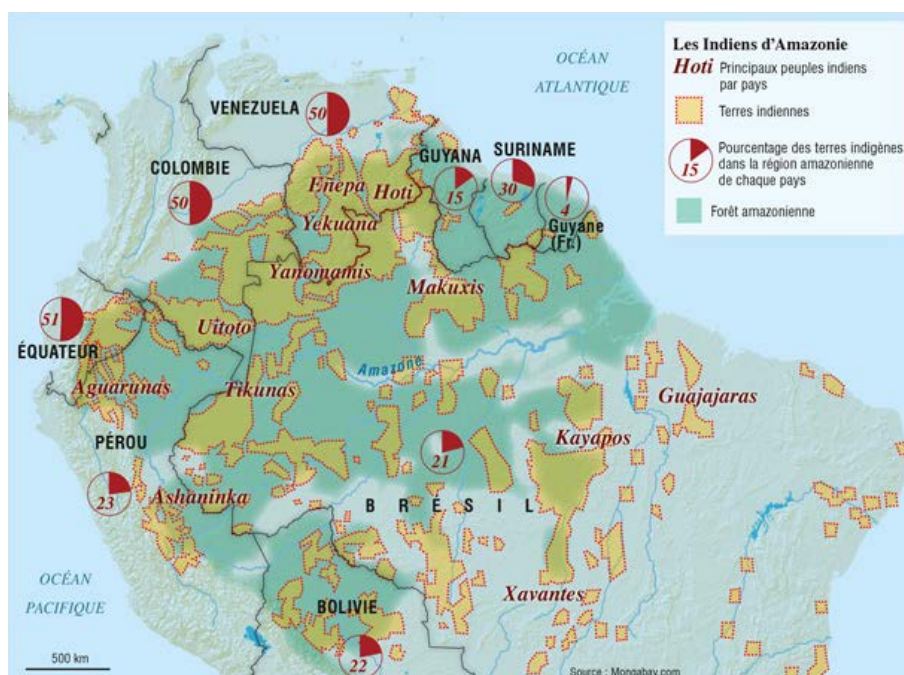 OCÉAN
ATLANTIQUE
Les Indiens d'Amazonie
Hoti Principaux peuples indiens
par pays
Terres indiennes
15 Pourcentage des terres indigènes
dans la région amazonienne
de chaque pays
Forêt amazonienne
VENEZUELA
50
COLOMBIE
50
GUYANA
15
SURINAME
30
4
Guyane
(Fr.)
Eñepa
Hoti
Yekuana
Yanomamis
Makuxis
51
ÉQUATEUR
Uitoto
Amazone
Aguarunas
Tikunas
Guajajaras
Kayapos
PÉROU
23
21
Ashaninka
BRÉSIL
OCÉAN
PACIFIQUE
BOLIVIE
22
Xavantes
500 km
Source : Mongabay.com